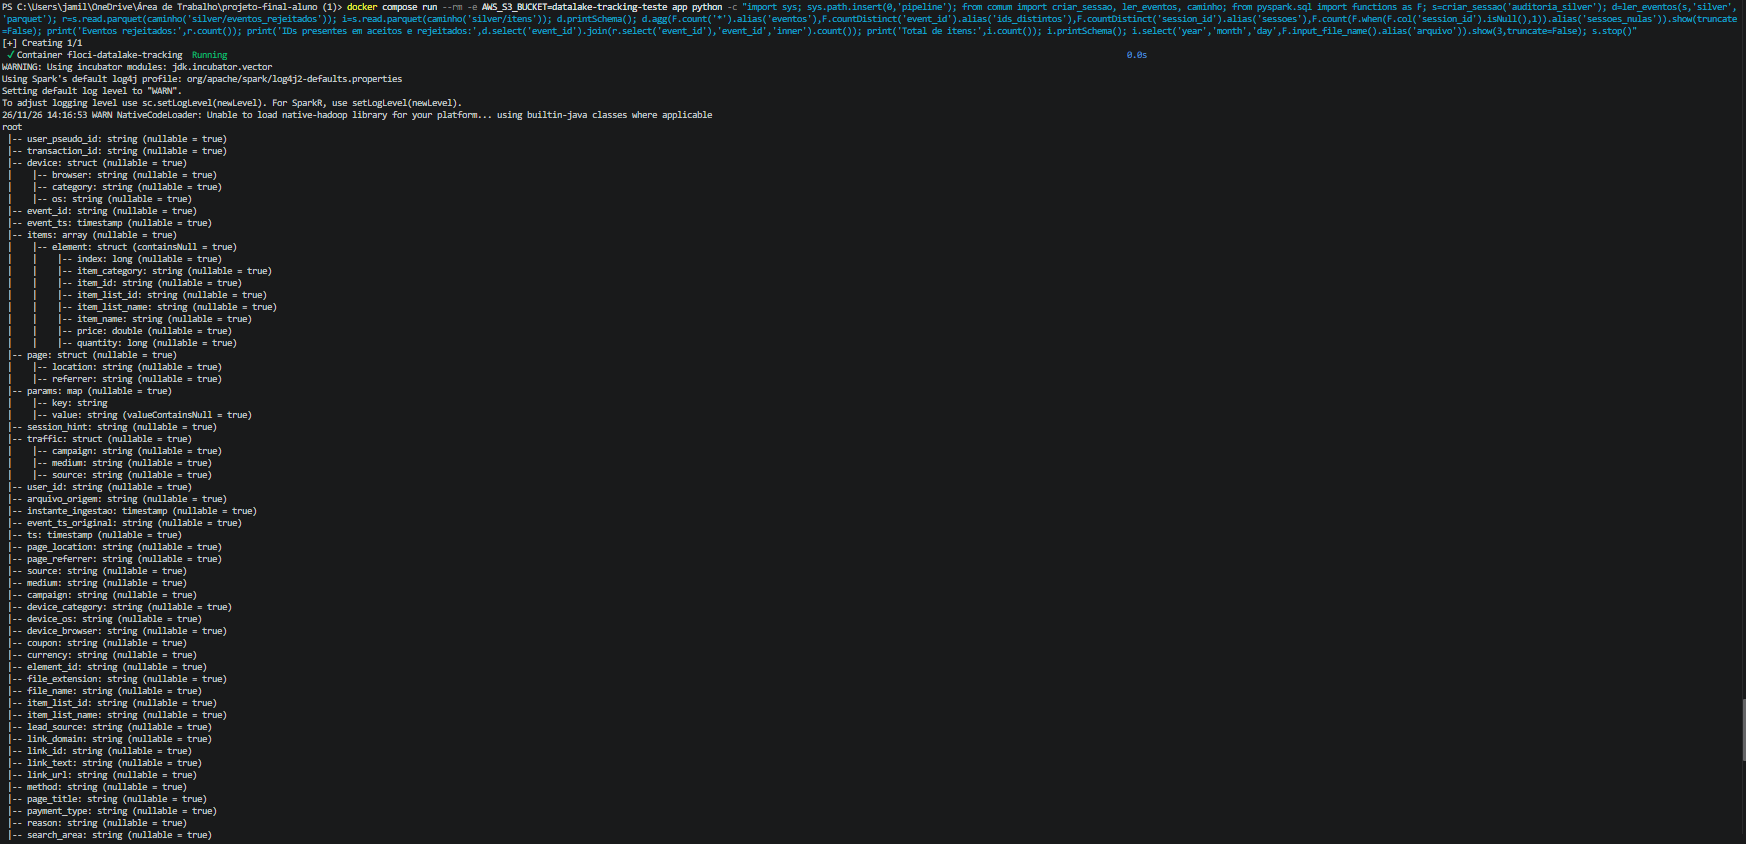 PS C:\Users\jamil\OneDrive\Área de Trabalho\projeto-final-aluno (1)> docker compose run --rm -e AWS_S3_BUCKET=datalake-tracking-teste app python -c "import sys; sys.path.insert(0,'pipeline'); from comum import criar_sessao, ler_eventos, caminho; from pyspark.sql import functions as F; s=criar_sessao('auditoria_silver'); d=ler_eventos(s,'silver',
'parquet'); r=s.read.parquet(caminho('silver/eventos_rejeitados')); i=s.read.parquet(caminho('silver/itens')); d.printSchema(); d.agg(F.count('*').alias('eventos'),F.countDistinct('event_id').alias('ids_distintos'),F.countDistinct('session_id').alias('sessoes'),F.count(F.when(F.col('session_id').isNull(),1)).alias('sessoes_nulas')).show(truncate
=False); print('Eventos rejeitados:',r.count()); print('IDs presentes em aceitos e rejeitados:',d.select('event_id').join(r.select('event_id'),'event_id','inner').count()); print('Total de itens:',i.count()); i.printSchema(); i.select('year','month','day',F.input_file_name().alias('arquivo')).show(3,truncate=False); s.stop()"
[+] Creating 1/1
✓ Container floci-datalake-tracking Running 0.0s
WARNING: Using incubator modules: jdk.incubator.vector
Using Spark's default log4j profile: org/apache/spark/log4j2-defaults.properties
Setting default log level to "WARN".
To adjust logging level use sc.setLogLevel(newLevel). For SparkR, use setLogLevel(newLevel).
26/11/26 14:16:53 WARN NativeCodeLoader: Unable to load native-hadoop library for your platform... using builtin-java classes where applicable
root
|-- user_pseudo_id: string (nullable = true)
|-- transaction_id: string (nullable = true)
|-- device: struct (nullable = true)
| |-- browser: string (nullable = true)
| |-- category: string (nullable = true)
| |-- os: string (nullable = true)
|-- event_id: string (nullable = true)
|-- event_ts: timestamp (nullable = true)
|-- items: array (nullable = true)
| |-- element: struct (containsNull = true)
| | |-- index: long (nullable = true)
| | |-- item_category: string (nullable = true)
| | |-- item_id: string (nullable = true)
| | |-- item_list_id: string (nullable = true)
| | |-- item_list_name: string (nullable = true)
| | |-- item_name: string (nullable = true)
| | |-- price: double (nullable = true)
| | |-- quantity: long (nullable = true)
|-- page: struct (nullable = true)
| |-- location: string (nullable = true)
| |-- referrer: string (nullable = true)
|-- params: map (nullable = true)
| |-- key: string
| |-- value: string (valueContainsNull = true)
|-- session_hint: string (nullable = true)
|-- traffic: struct (nullable = true)
| |-- campaign: string (nullable = true)
| |-- medium: string (nullable = true)
| |-- source: string (nullable = true)
|-- user_id: string (nullable = true)
|-- arquivo_origem: string (nullable = true)
|-- instante_ingestao: timestamp (nullable = true)
|-- event_ts_original: string (nullable = true)
|-- ts: timestamp (nullable = true)
|-- page_location: string (nullable = true)
|-- page_referrer: string (nullable = true)
|-- source: string (nullable = true)
|-- medium: string (nullable = true)
|-- campaign: string (nullable = true)
|-- device_category: string (nullable = true)
|-- device_os: string (nullable = true)
|-- device_browser: string (nullable = true)
|-- coupon: string (nullable = true)
|-- currency: string (nullable = true)
|-- element_id: string (nullable = true)
|-- file_extension: string (nullable = true)
|-- file_name: string (nullable = true)
|-- item_list_id: string (nullable = true)
|-- item_list_name: string (nullable = true)
|-- lead_source: string (nullable = true)
|-- link_domain: string (nullable = true)
|-- link_id: string (nullable = true)
|-- link_text: string (nullable = true)
|-- link_url: string (nullable = true)
|-- method: string (nullable = true)
|-- page_title: string (nullable = true)
|-- payment_type: string (nullable = true)
|-- reason: string (nullable = true)
|-- search_area: string (nullable = true)